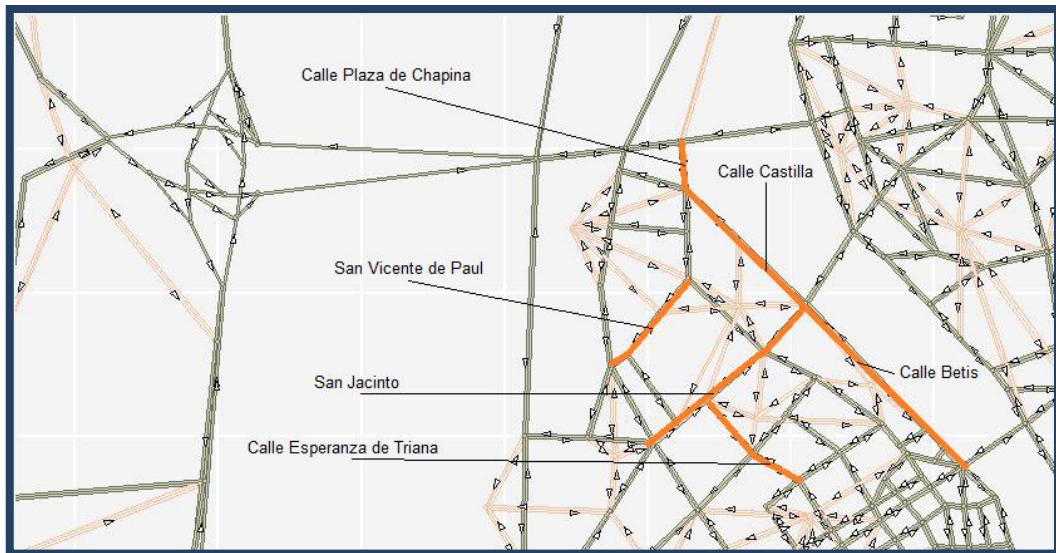 Calle Plaza de Chapina
Calle Castilla
San Vicente de Paul
San Jacinto
Calle Betis
Calle Esperanza de Triana